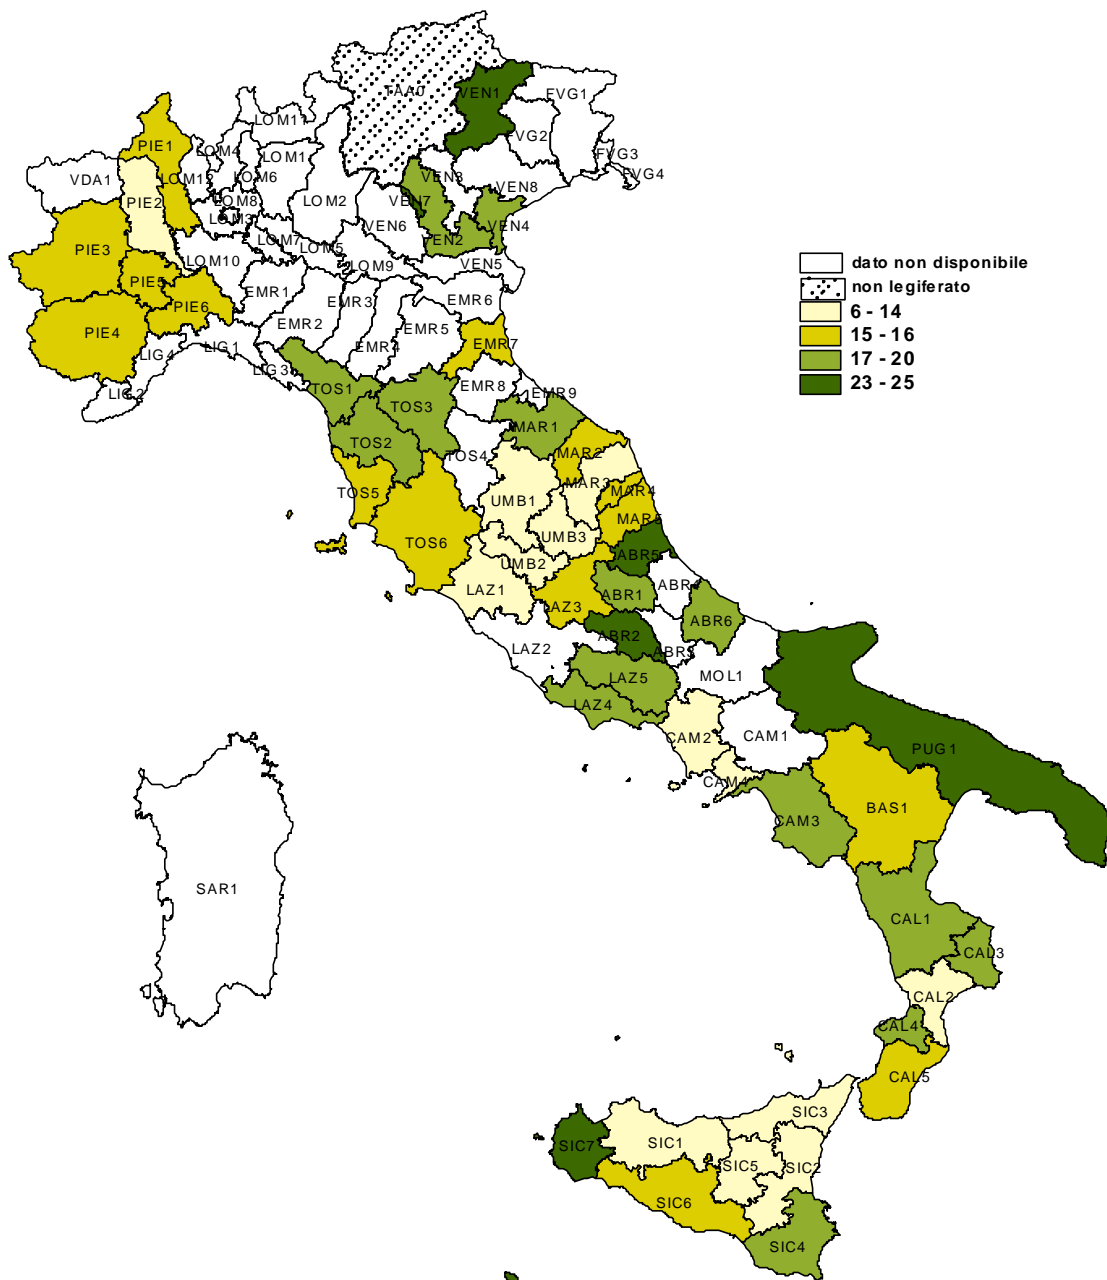 TAA0
VEN1
FVG1
LOM11
FVG2
PIE1
LOM4
LOM1
FVG3
VDA1
LOM12
LOM6
VEN3
FVG4
VEN8
PIE2
LOM8
LOM2
VEN7
LOM3
VEN6
VEN4
PIE3
LOM7
LOM5
VEN2
LOM10
LOM9
VEN5
dato non disponibile
PIE5
EMR1
non legiferato
PIE6
EMR3
EMR6
6 - 14
PIE4
EMR2
EMR5
15 - 16
LIG4
LIG1
EMR4
EMR7
17 - 20
LIG3
23 - 25
LIG2
TOS1
EMR8
EMR9
TOS3
MAR1
TOS2
TOS4
MAR2
TOS5
MAR3
MAR4
UMB1
MAR5
TOS6
UMB3
ABR5
UMB2
LAZ1
ABR4
LAZ3
ABR1
ABR6
ABR2
LAZ2
ABR3
LAZ5
MOL1
LAZ4
CAM2
CAM1
PUG1
CAM4
BAS1
CAM3
SAR1
CAL1
CAL3
CAL2
CAL4
CAL5
SIC3
SIC7
SIC1
SIC5
SIC2
SIC6
SIC4